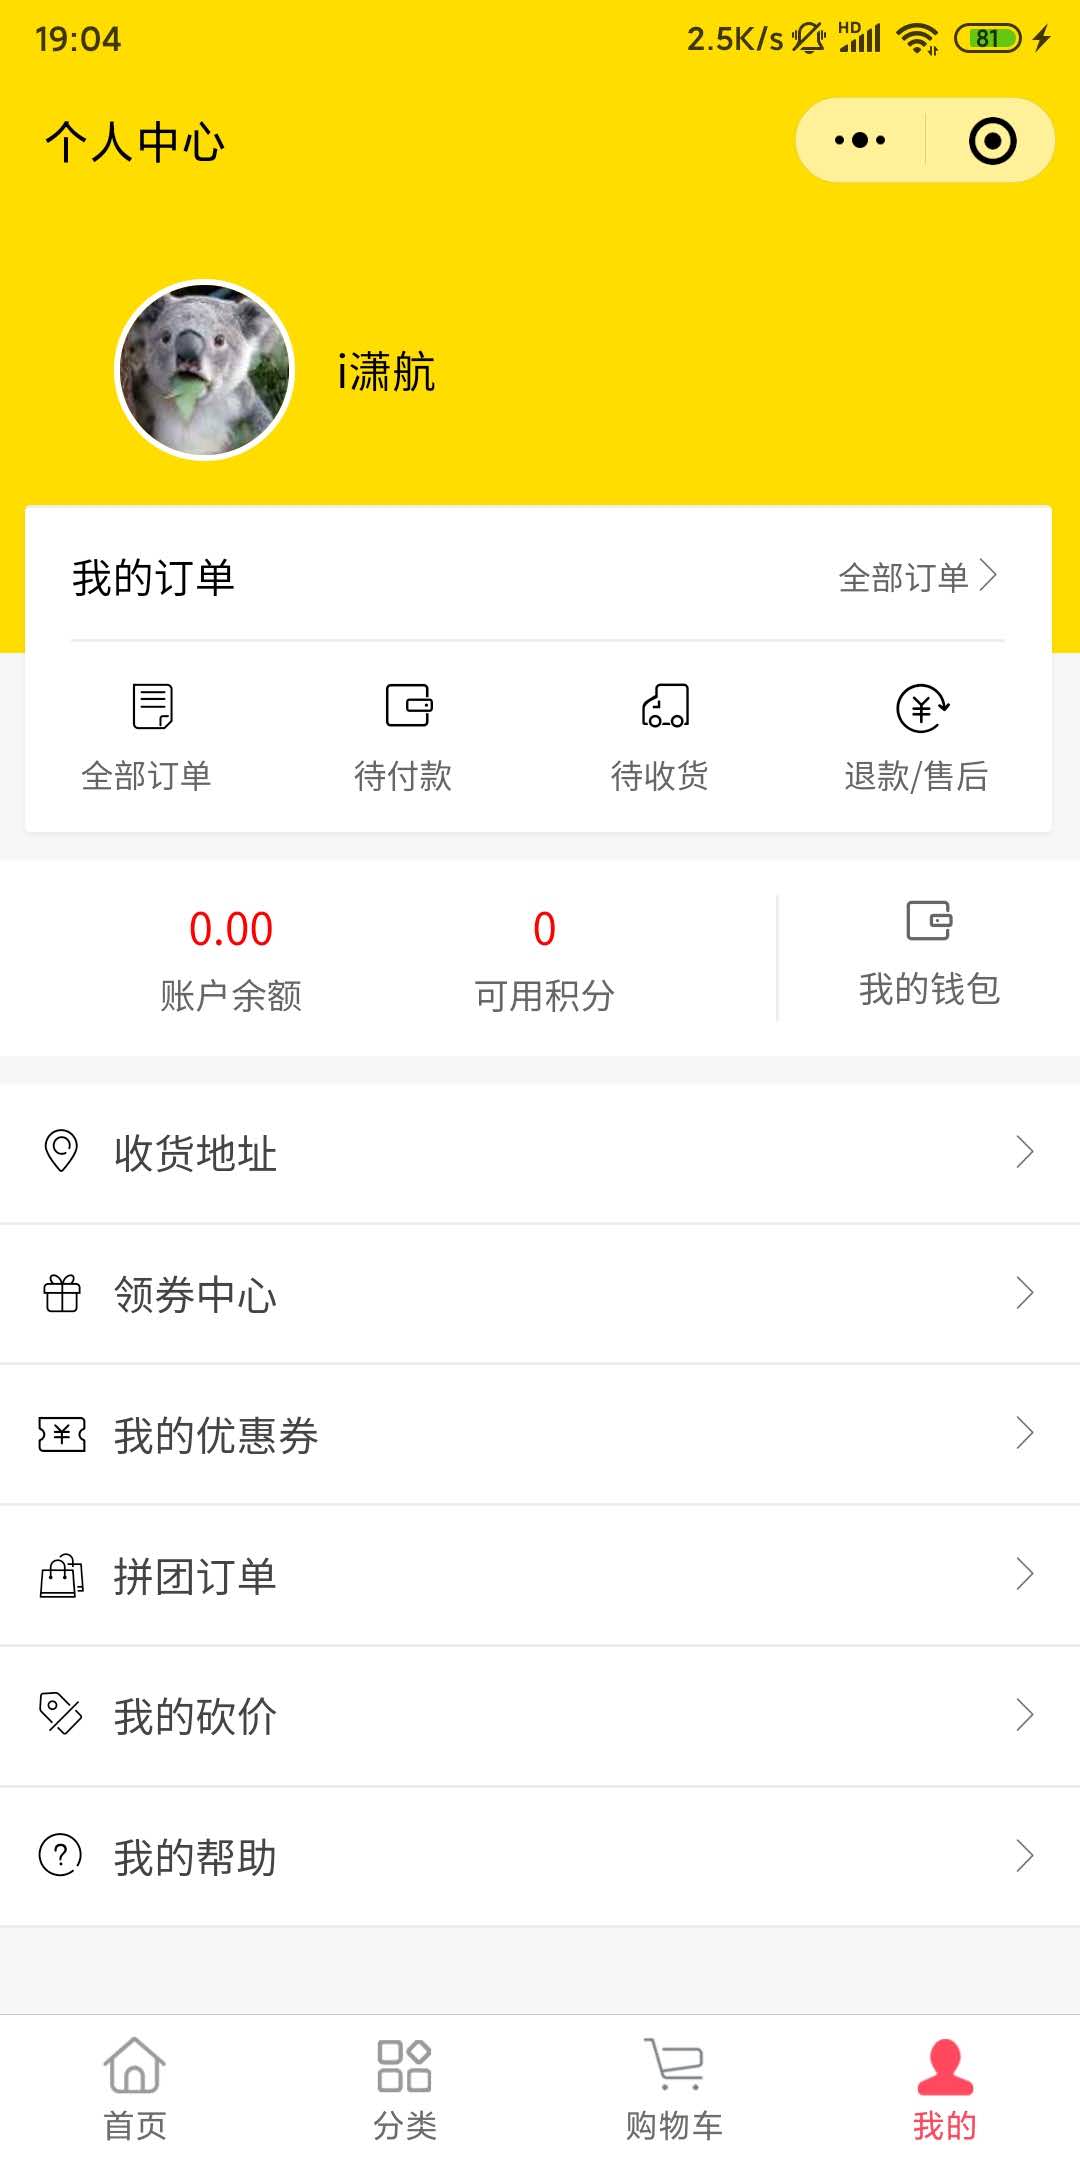 19:04 2.5K/s HD 81
个人中心
i潇航
我的订单 全部订单
全部订单 待付款 待收货 退款/售后
0.00 0
账户余额 可用积分 我的钱包
收货地址
领券中心
我的优惠券
拼团订单
我的砍价
我的帮助
首页 分类 购物车 我的